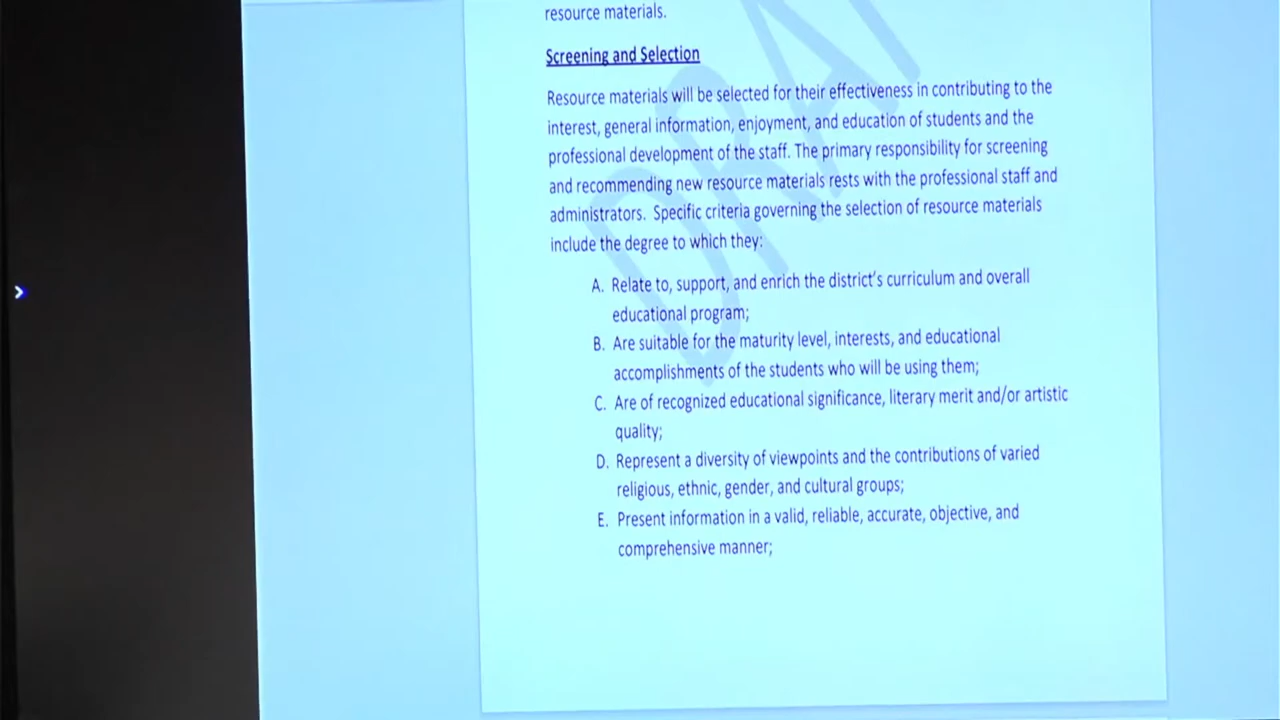 resource materials.
Screening and Selection
Resource materials will be selected for their effectiveness in contributing to the
interest, general information, enjoyment, and education of students and the
professional development of the staff. The primary responsibility for screening
and recommending new resource materials rests with the professional staff and
administrators. Specific criteria governing the selection of resource materials
include the degree to which they:
A. Relate to, support, and enrich the district's curriculum and overall
educational program;
B. Are suitable for the maturity level, interests, and educational
accomplishments of the students who will be using them;
C. Are of recognized educational significance, literary merit and/or artistic
quality;
D. Represent a diversity of viewpoints and the contributions of varied
religious, ethnic, gender, and cultural groups;
E. Present information in a valid, reliable, accurate, objective, and
comprehensive manner;
DRAF